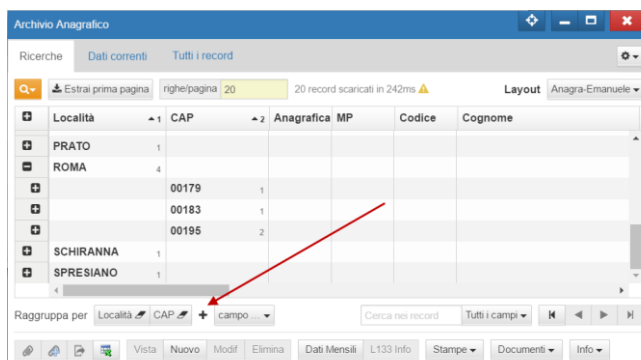 Archivio Anagrafico
Ricerche Dati correnti Tutti i record
Estrai prima pagina righe/pagina 20 20 record scaricati in 242ms Layout Anagra-Emanuele
Località 1 CAP 2 Anagrafica MP Codice Cognome
PRATO 1
ROMA 4
00179 1
00183 1
00195 2
SCHIRANNA 1
SPRESIANO 1
Raggruppa per Località CAP + campo ... Cerca nei record Tutti i campi
Vista Nuovo Modif Elimina Dati Mensili L133 Info Stampe Documenti Info